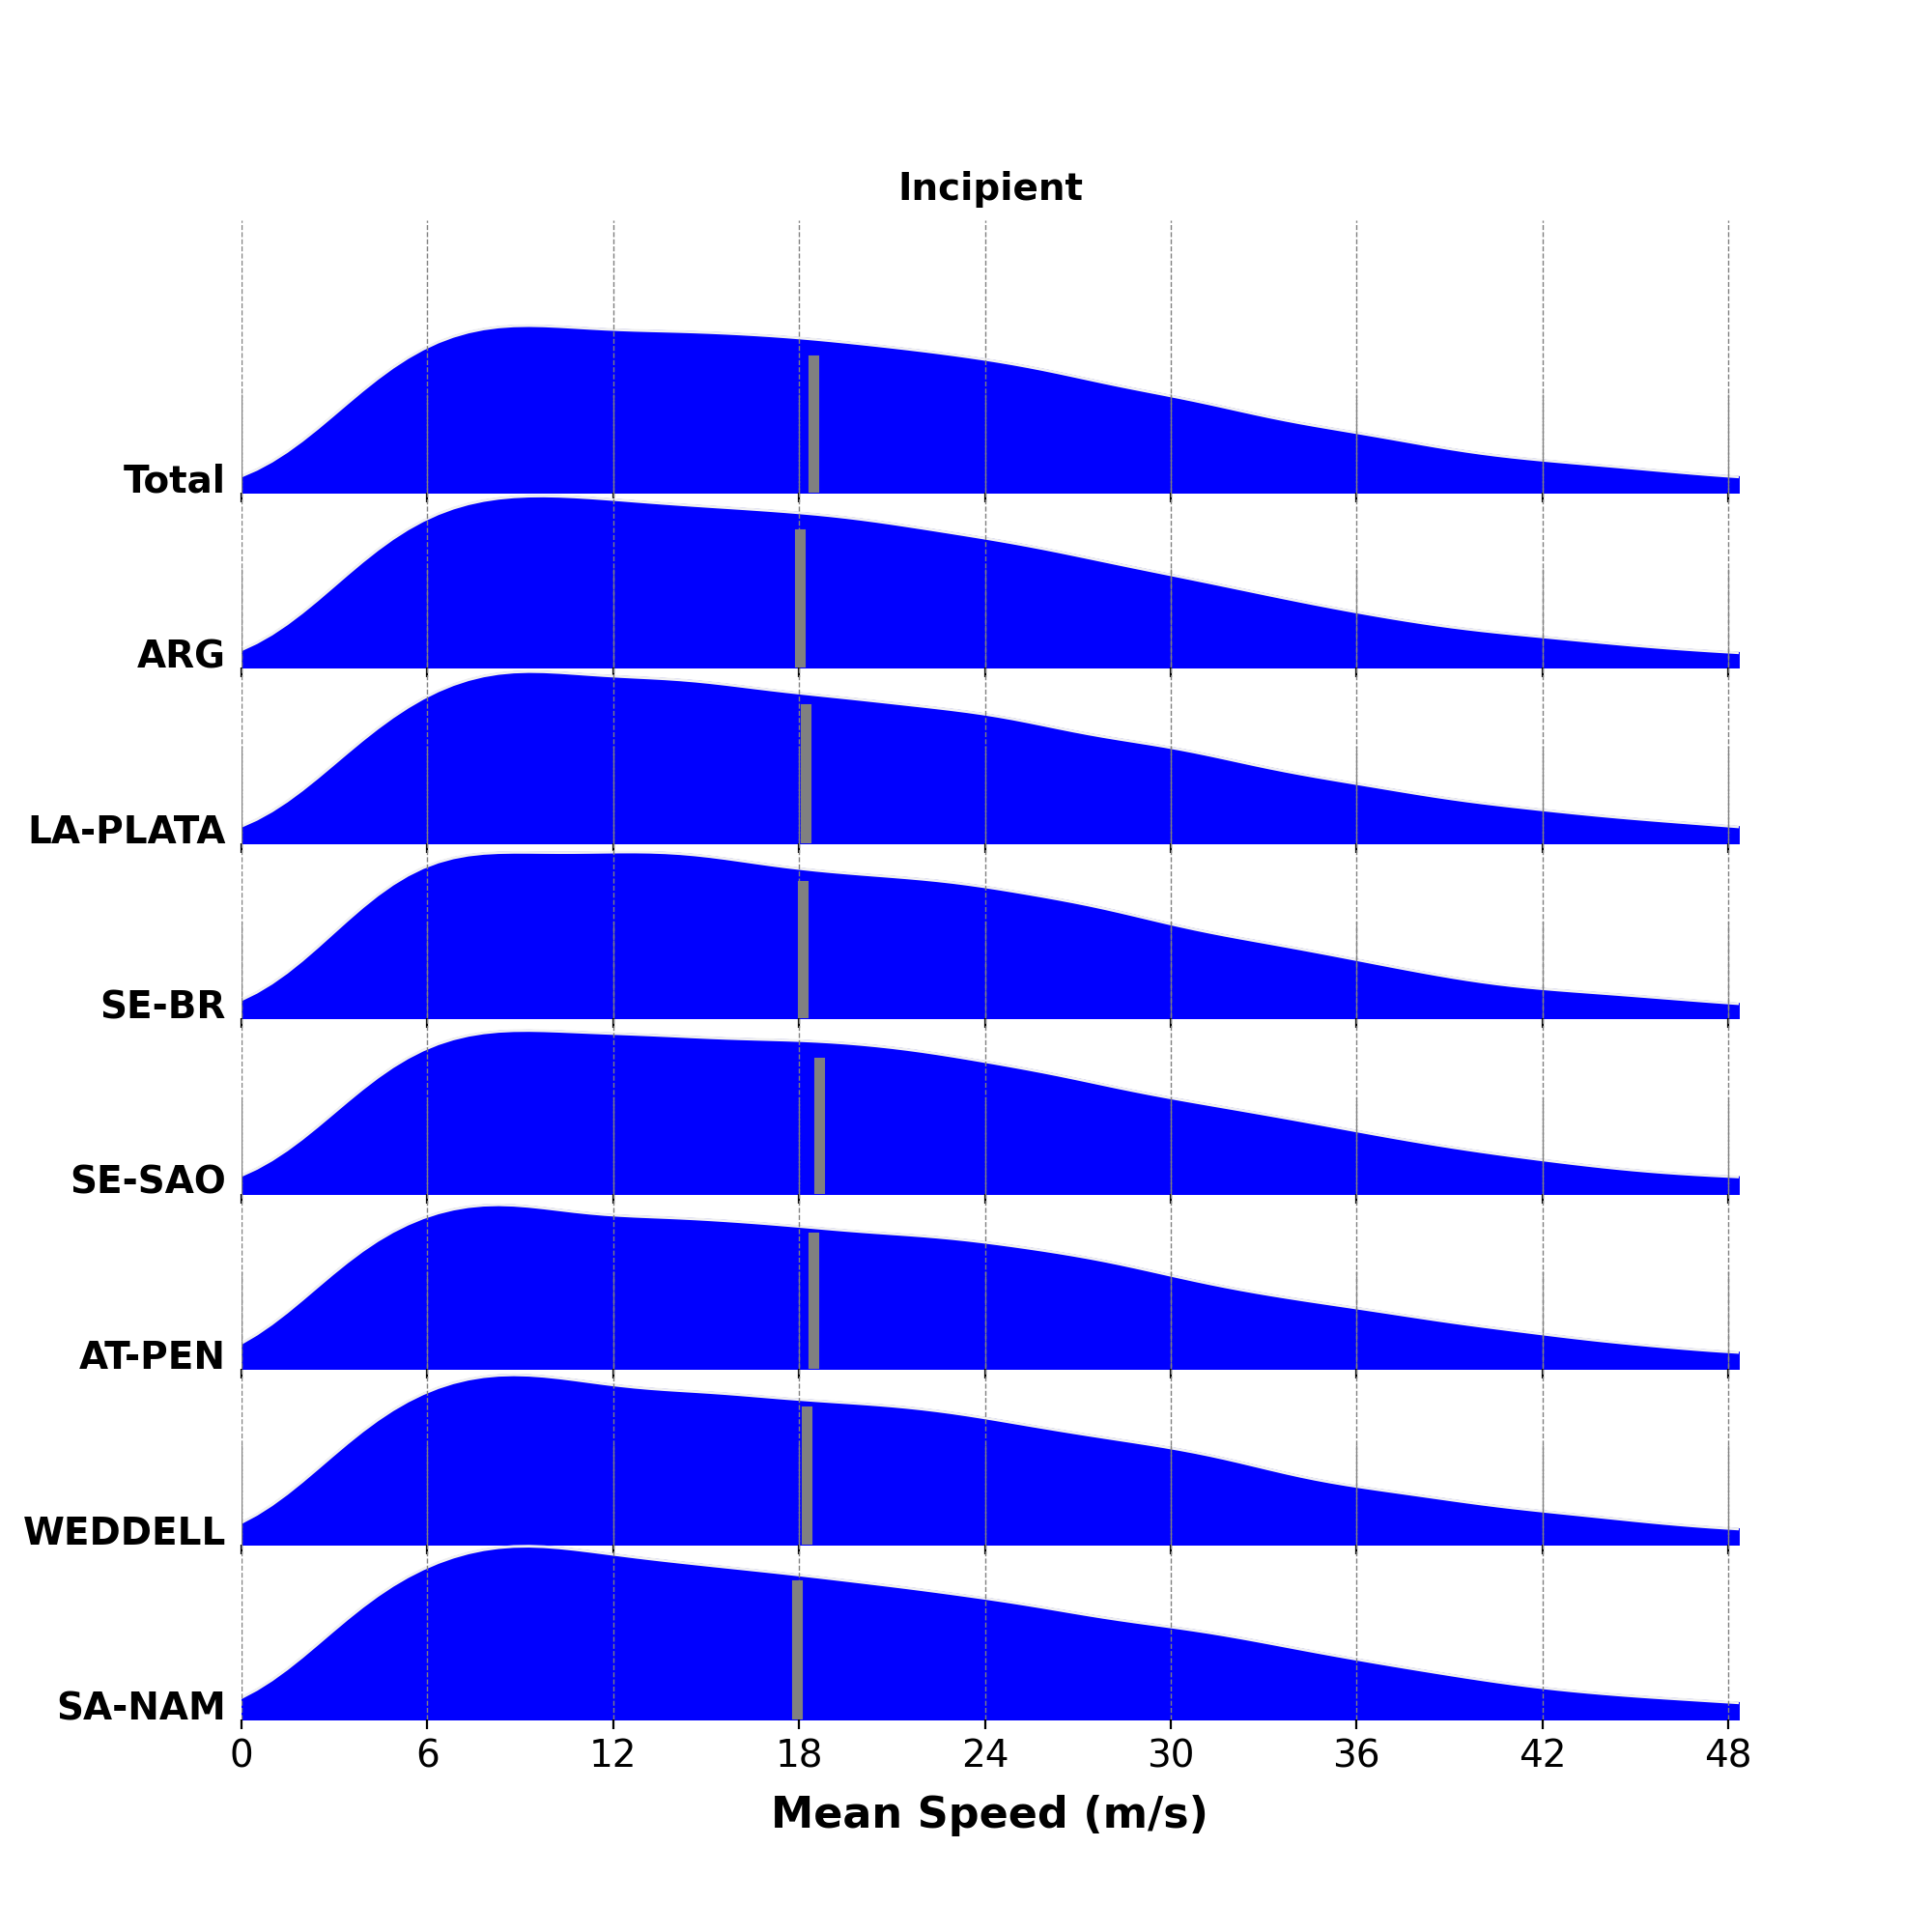 Incipient
Total
ARG
LA-PLATA
SE-BR
SE-SAO
AT-PEN
WEDDELL
SA-NAM
0 6 12 18 24 30 36 42 48
Mean Speed (m/s)